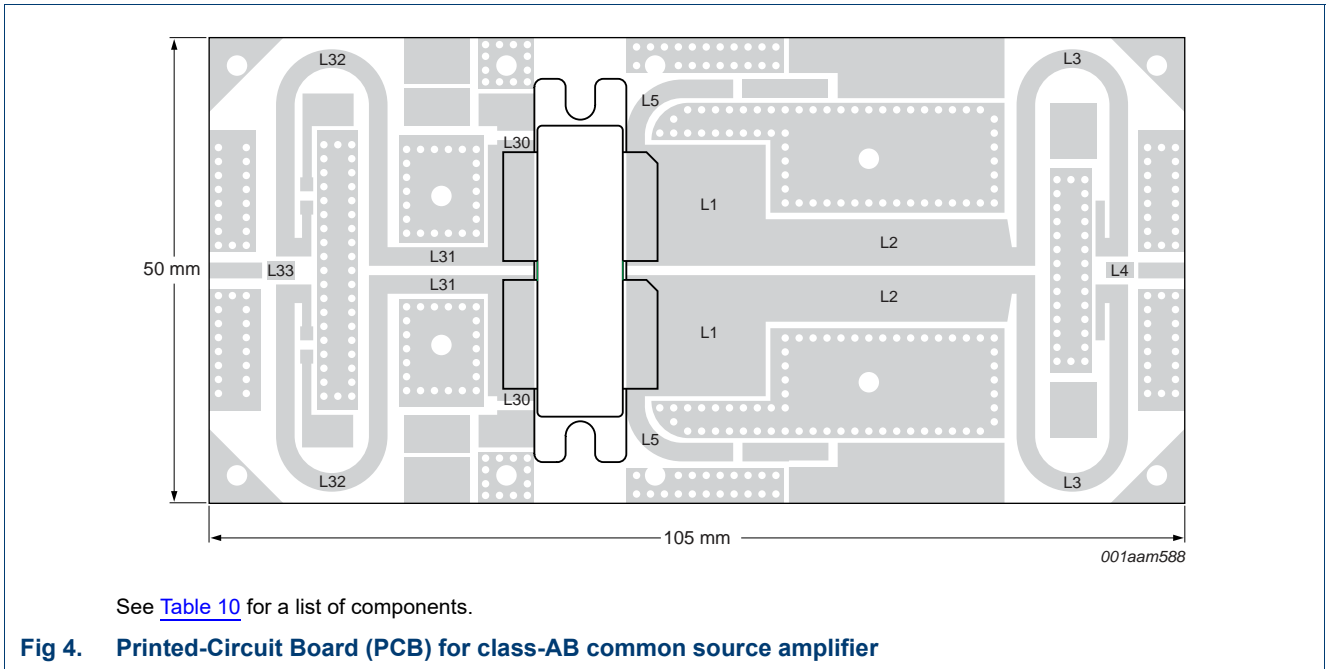 L32
L3
L5
L30
L1
L2
L31
50 mm
L33
L4
L31
L2
L1
L30
L5
L32
L3
105 mm
001aam588
See Table 10 for a list of components.
Fig 4. Printed-Circuit Board (PCB) for class-AB common source amplifier